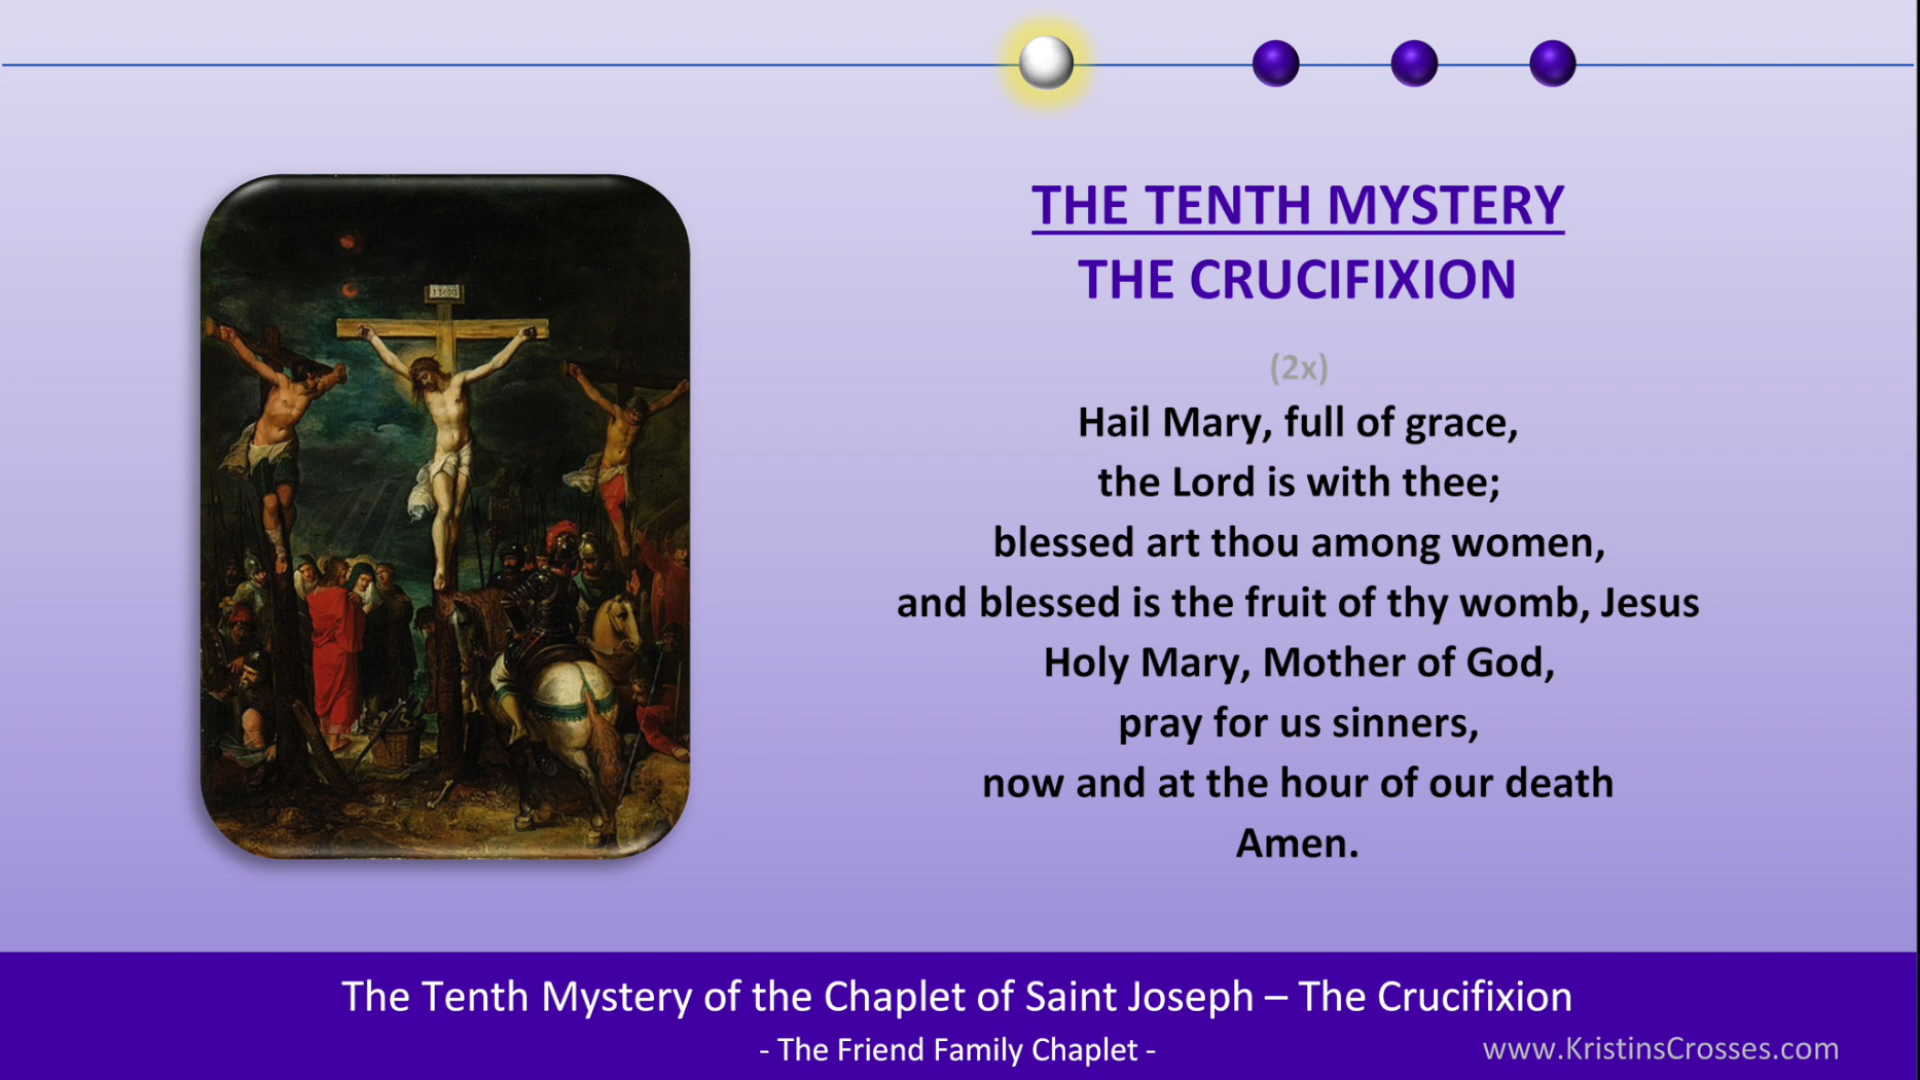 THE TENTH MYSTERY
THE CRUCIFIXION
(2x)
Hail Mary, full of grace,
the Lord is with thee;
blessed art thou among women,
and blessed is the fruit of thy womb, Jesus
Holy Mary, Mother of God,
pray for us sinners,
now and at the hour of our death
Amen.
The Tenth Mystery of the Chaplet of Saint Joseph – The Crucifixion
- The Friend Family Chaplet -
www.KristinsCrosses.com